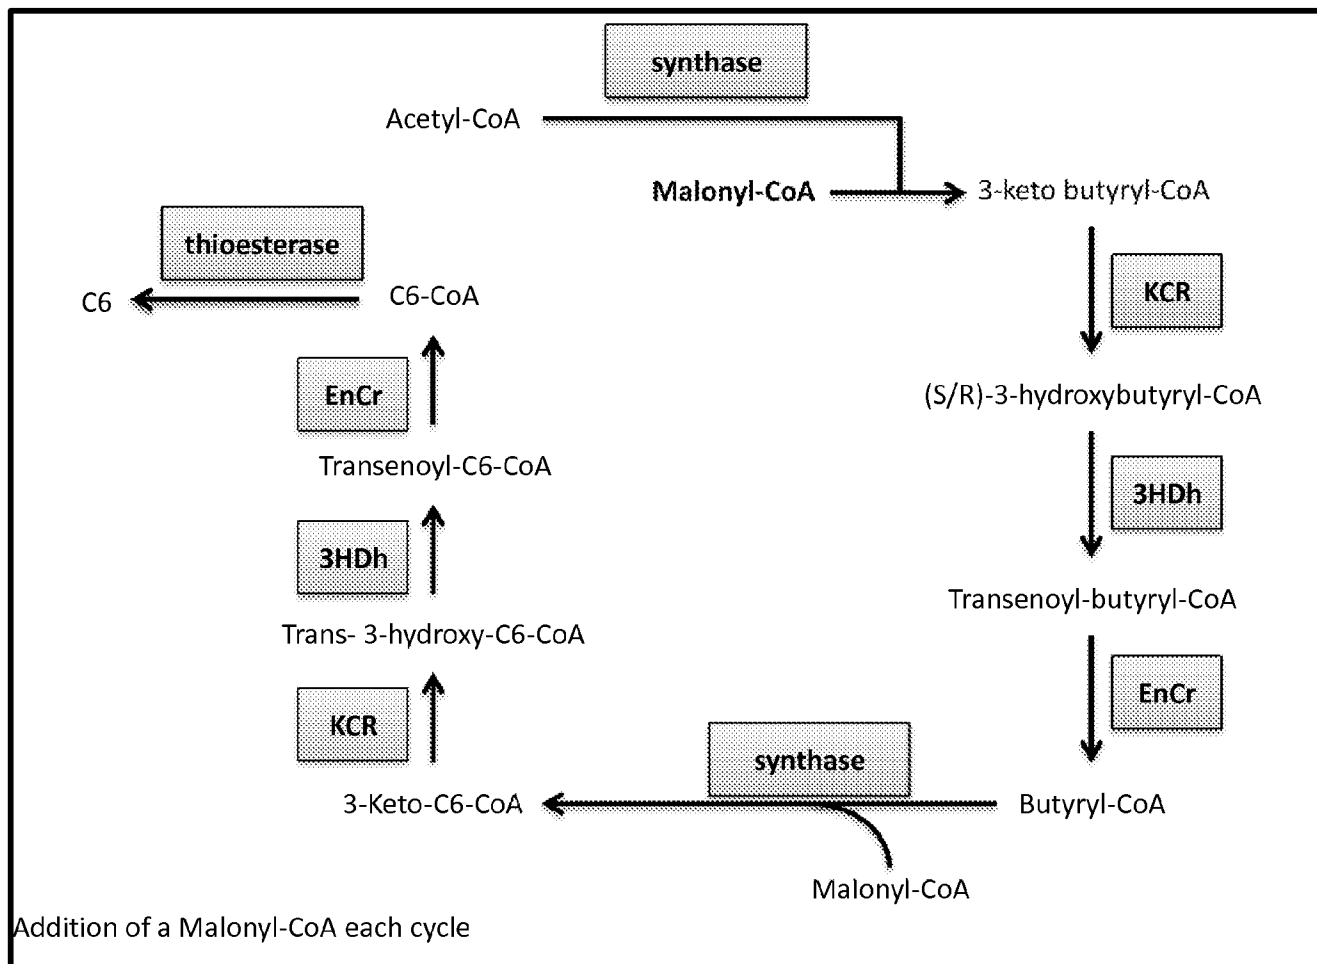 synthase
Acetyl-CoA
Malonyl-CoA
3-keto butyryl-CoA
KCR
(S/R)-3-hydroxybutyryl-CoA
3HDh
Transenoyl-butyryl-CoA
EnCr
Butyryl-CoA
synthase
Malonyl-CoA
3-Keto-C6-CoA
KCR
Trans- 3-hydroxy-C6-CoA
3HDh
Transenoyl-C6-CoA
EnCr
C6-CoA
thioesterase
C6
Addition of a Malonyl-CoA each cycle